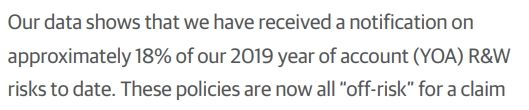 Our data shows that we have received a notification on
approximately 18% of our 2019 year of account (YOA) R&W
risks to date. These policies are now all “off-risk” for a claim